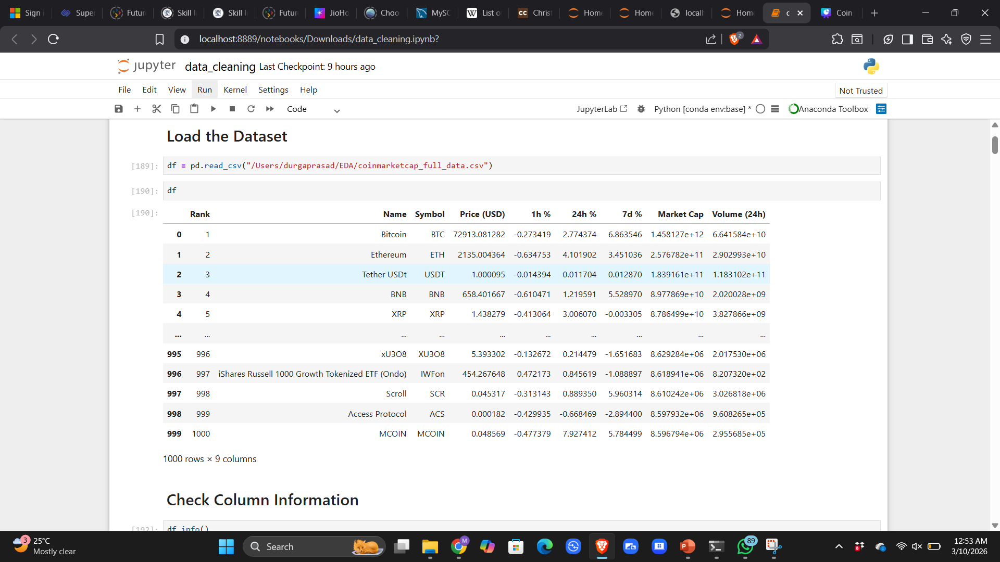 Sign i
Super
Futur
Skill I
Skill I
Futur
JioHo
Choo
MySC
List o
CC Christ
Home
Home
localh
Home
c
Coin
localhost:8889/notebooks/Downloads/data_cleaning.ipynb?
2
jupyter data_cleaning Last Checkpoint: 9 hours ago
File Edit View Run Kernel Settings Help
Not Trusted
Code
JupyterLab
Python [conda env:base] *
Anaconda Toolbox
Load the Dataset
[189]: df = pd.read_csv("/Users/durgaprasad/EDA/coinmarketcap_full_data.csv")
[190]: df
[190]: Rank Name Symbol Price (USD) 1h % 24h % 7d % Market Cap Volume (24h)
0 1 Bitcoin BTC 72913.081282 -0.273419 2.774374 6.863546 1.458127e+12 6.641584e+10
1 2 Ethereum ETH 2135.004364 -0.634753 4.101902 3.451036 2.576782e+11 2.902993e+10
2 3 Tether USDt USDT 1.000095 -0.014394 0.011704 0.012870 1.839161e+11 1.183102e+11
3 4 BNB BNB 658.401667 -0.610471 1.219591 5.528970 8.977869e+10 2.020028e+09
4 5 XRP XRP 1.438279 -0.413064 3.006070 -0.003305 8.786499e+10 3.827866e+09
... ... ... ... ... ... ... ... ... ...
995 996 xU3O8 XU3O8 5.393302 -0.132672 0.214479 -1.651683 8.629284e+06 2.017530e+06
996 997 iShares Russell 1000 Growth Tokenized ETF (Ondo) IWFon 454.267648 0.472173 0.845619 -1.088897 8.618941e+06 8.207320e+02
997 998 Scroll SCR 0.045317 -0.313143 0.889350 5.960314 8.610242e+06 3.026818e+06
998 999 Access Protocol ACS 0.000182 -0.429935 -0.668469 -2.894400 8.597932e+06 9.608265e+05
999 1000 MCOIN MCOIN 0.048569 -0.477379 7.927412 5.784499 8.596794e+06 2.955685e+05
1000 rows × 9 columns
Check Column Information
[192]: df.info()
3
25°C
Mostly clear
Search
M
89
8
12:53 AM
3/10/2026